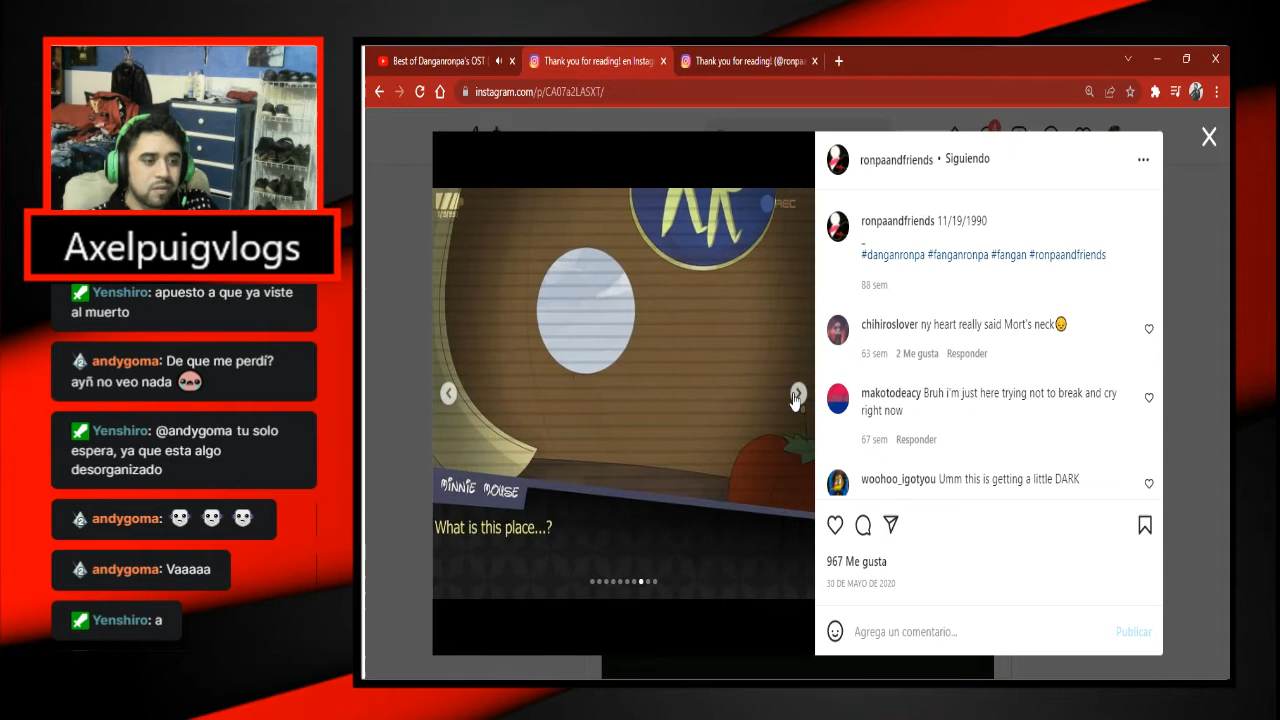 Axelpuigvlogs
Yenshiro: apuesto a que ya viste
al muerto
andygoma: De que me perdí?
ayñ no veo nada
Yenshiro: @andygoma tu solo
espera, ya que esta algo
desorganizado
andygoma:
andygoma: Vaaaaa
Yenshiro: a
Best of Danganronpa's OST
Thank you for reading! en Instag
Thank you for reading! (@ronpaa
instagram.com/p/CA07a2LASXT/
REC
MINNIE MOUSE
What is this place...?
ronpaandfriends • Siguiendo
ronpaandfriends 11/19/1990
_
#danganronpa #fanganronpa #fangan #ronpaandfriends
88 sem
chihiroslover ny heart really said Mort's neck
63 sem 2 Me gusta Responder
makotodeacy Bruh i'm just here trying not to break and cry
right now
67 sem Responder
woohoo_igotyou Umm this is getting a little DARK
967 Me gusta
30 DE MAYO DE 2020
Agrega un comentario...
Publicar